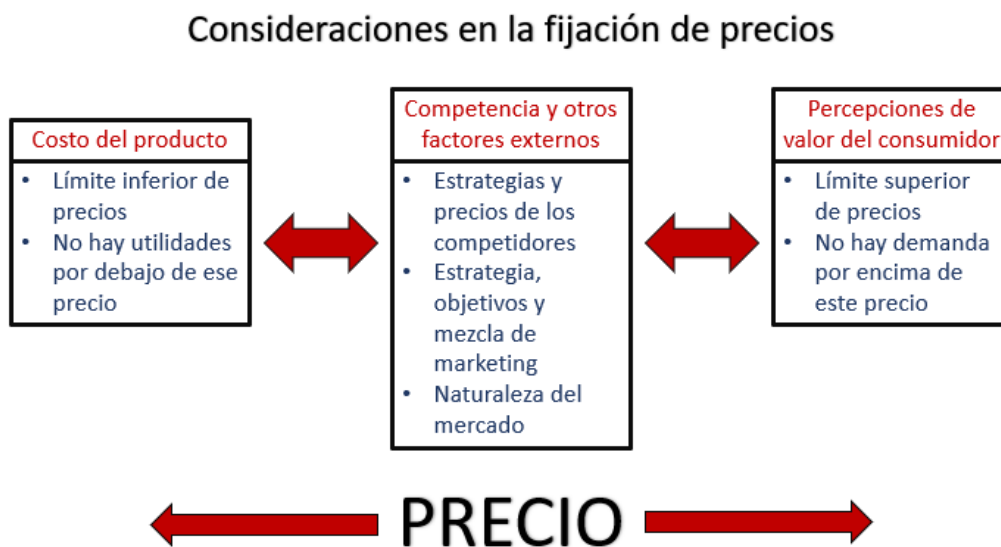 Consideraciones en la fijación de precios
Costo del producto
• Límite inferior de
precios
• No hay utilidades
por debajo de ese
precio
Competencia y otros
factores externos
• Estrategias y
precios de los
competidores
• Estrategia,
objetivos y
mezcla de
marketing
• Naturaleza del
mercado
Percepciones de
valor del consumidor
• Límite superior
de precios
• No hay demanda
por encima de
este precio
PRECIO